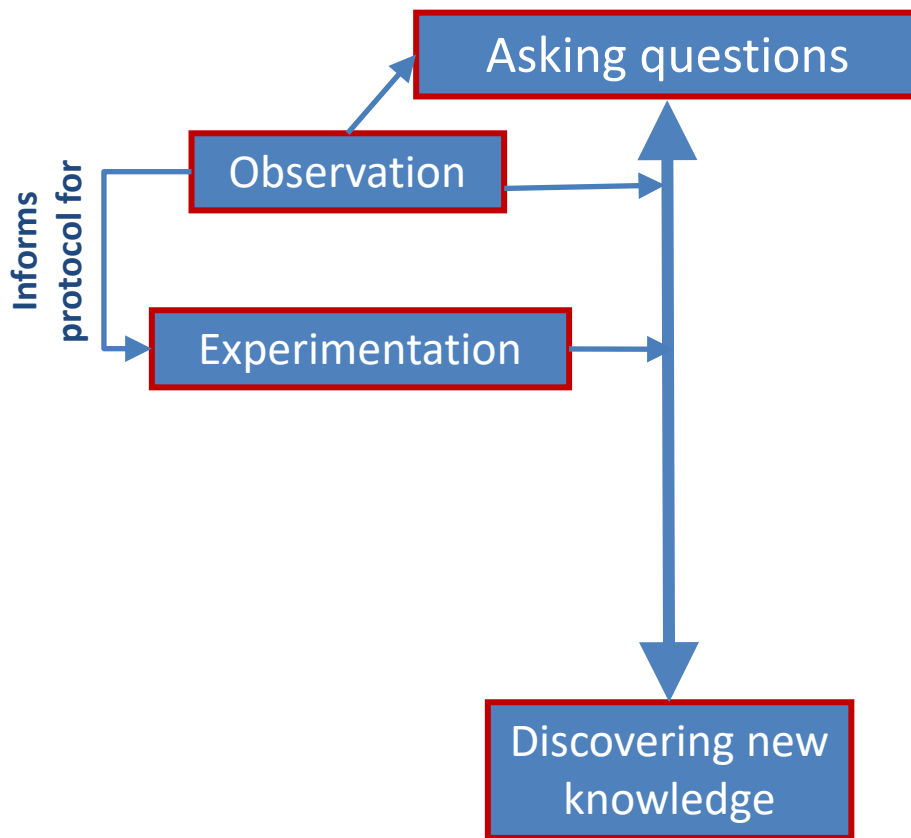 Asking questions
Observation
Informs
protocol for
Experimentation
Discovering new
knowledge